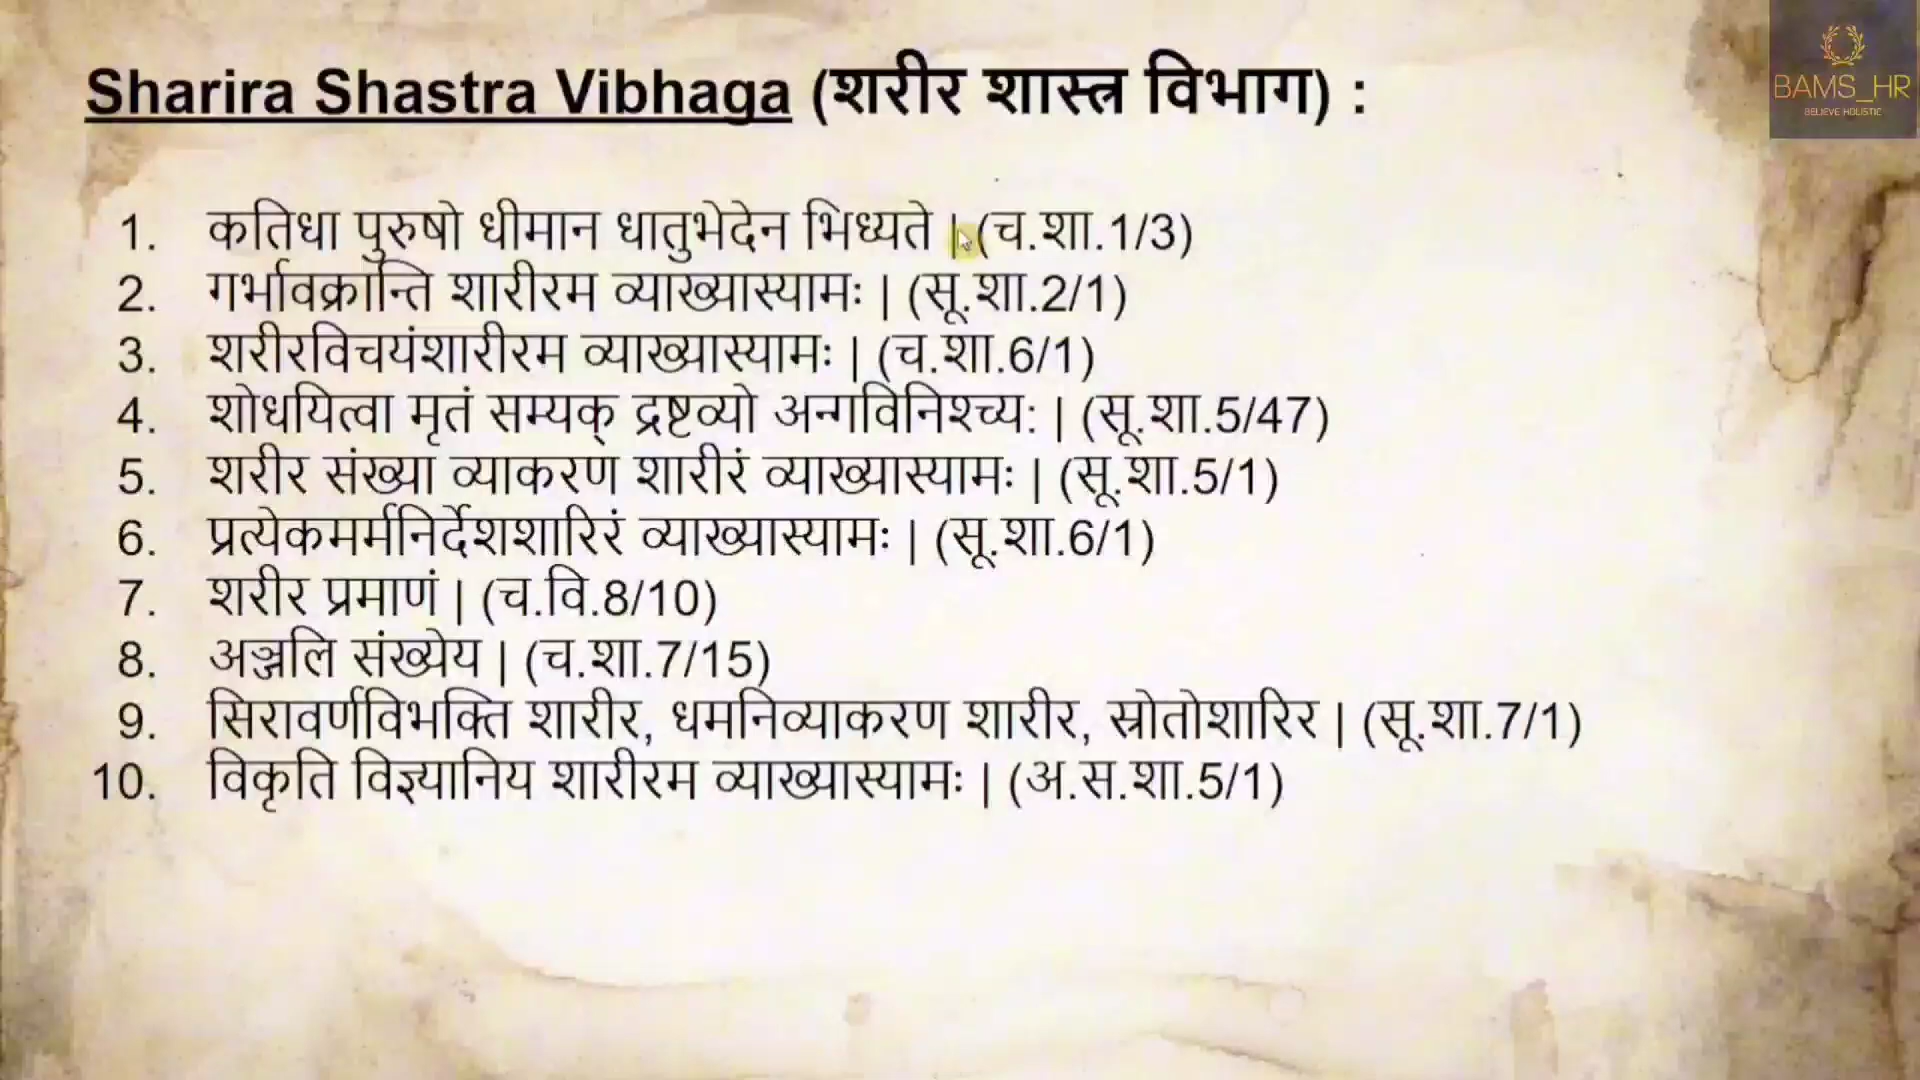 BAMS_HR
BELIEVE HOLISTIC
Sharira Shastra Vibhaga (शरीर शास्त्र विभाग) :
1. कतिधा पुरुषो धीमान धातुभेदेन भिध्यते | (च.शा.1/3)
2. गर्भावक्रान्ति शारीरम व्याख्यास्यामः | (सू.शा.2/1)
3. शरीरविचयंशारीरम व्याख्यास्यामः | (च.शा.6/1)
4. शोधयित्वा मृतं सम्यक् द्रष्टव्यो अन्गविनिश्च्य: | (सू.शा.5/47)
5. शरीर संख्या व्याकरण शारीरं व्याख्यास्यामः | (सू.शा.5/1)
6. प्रत्येकमर्मनिर्देशशारिरं व्याख्यास्यामः | (सू.शा.6/1)
7. शरीर प्रमाणं | (च.वि.8/10)
8. अञ्जलि संख्येय | (च.शा.7/15)
9. सिरावर्णविभक्ति शारीर, धमनिव्याकरण शारीर, स्रोतोशारिर | (सू.शा.7/1)
10. विकृति विज्ञ्यानिय शारीरम व्याख्यास्यामः | (अ.स.शा.5/1)